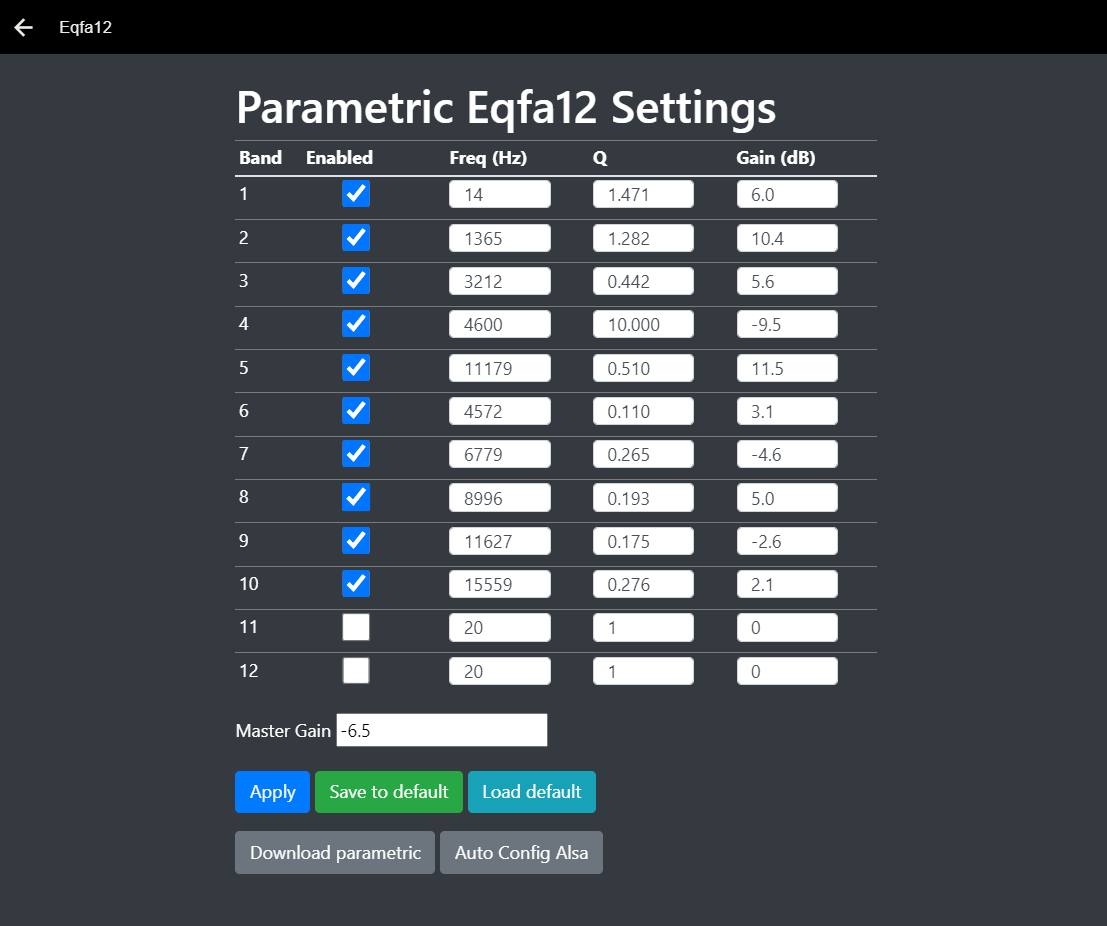 Eqfa12
Parametric Eqfa12 Settings
Band Enabled Freq (Hz) Q Gain (dB)
1 14 1.471 6.0
2 1365 1.282 10.4
3 3212 0.442 5.6
4 4600 10.000 -9.5
5 11179 0.510 11.5
6 4572 0.110 3.1
7 6779 0.265 -4.6
8 8996 0.193 5.0
9 11627 0.175 -2.6
10 15559 0.276 2.1
11 20 1 0
12 20 1 0
Master Gain -6.5
Apply Save to default Load default
Download parametric Auto Config Alsa